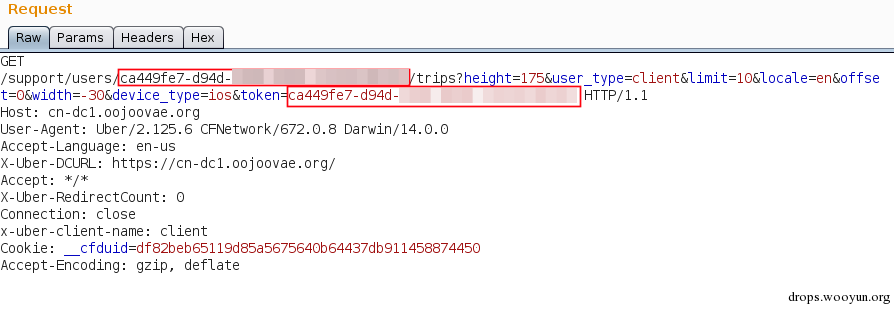 Request
Raw Params Headers Hex
GET
/support/users/ca449fe7-d94d- /trips?height=175&user_type=client&limit=10&locale=en&offse
t=0&width=-30&device_type=ios&token=ca449fe7-d94d- HTTP/1.1
Host: cn-dc1.oojoovae.org
User-Agent: Uber/2.125.6 CFNetwork/672.0.8 Darwin/14.0.0
Accept-Language: en-us
X-Uber-DCURL: https://cn-dc1.oojoovae.org/
Accept: */*
X-Uber-RedirectCount: 0
Connection: close
x-uber-client-name: client
Cookie: __cfduid=df82beb65119d85a5675640b64437db911458874450
Accept-Encoding: gzip, deflate
drops.wooyun.org